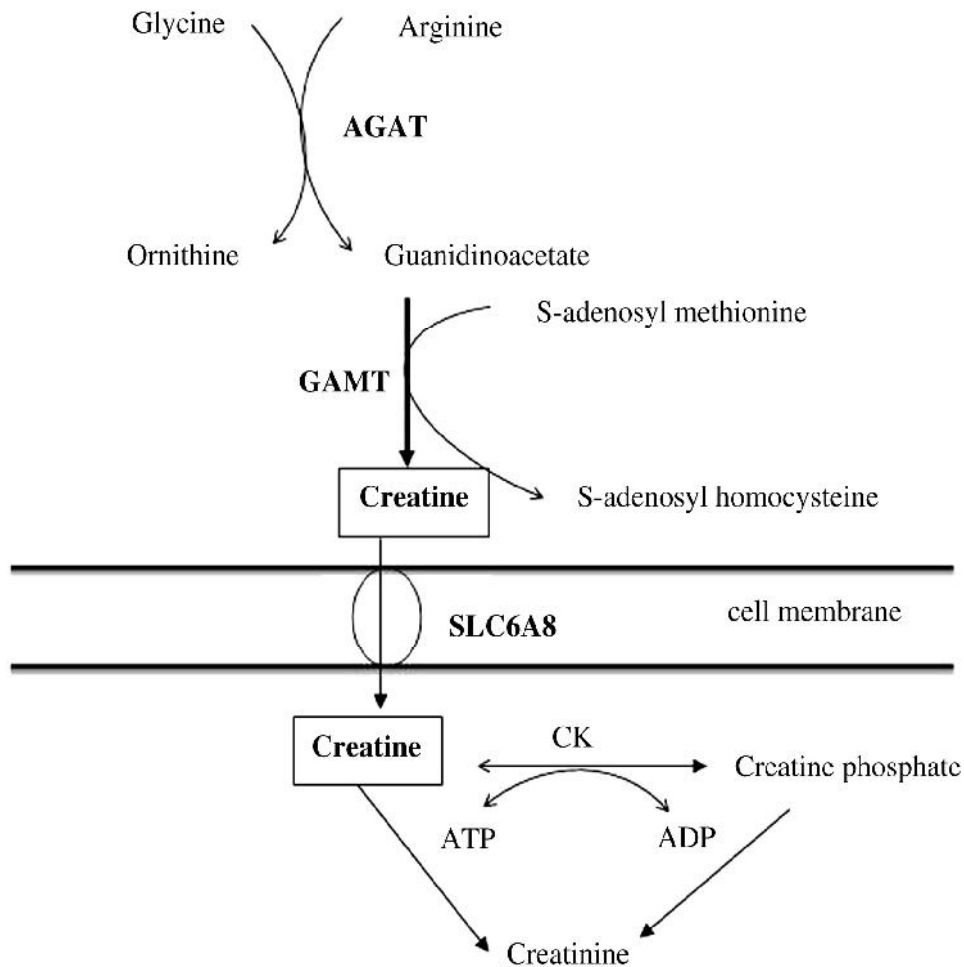 Glycine
Arginine
AGAT
Ornithine
Guanidinoacetate
S-adenosyl methionine
GAMT
Creatine
S-adenosyl homocysteine
cell membrane
SLC6A8
CK
Creatine
Creatine phosphate
ATP
ADP
Creatinine